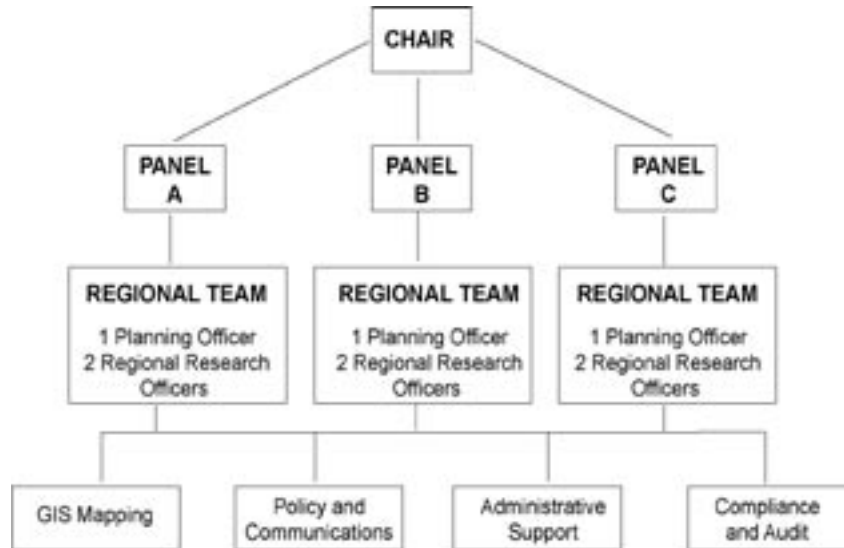 CHAIR
PANEL
A
PANEL
B
PANEL
C
REGIONAL TEAM
1 Planning Officer
2 Regional Research
Officers
REGIONAL TEAM
1 Planning Officer
2 Regional Research
Officers
REGIONAL TEAM
1 Planning Officer
2 Regional Research
Officers
GIS Mapping
Policy and
Communications
Administrative
Support
Compliance
and Audit